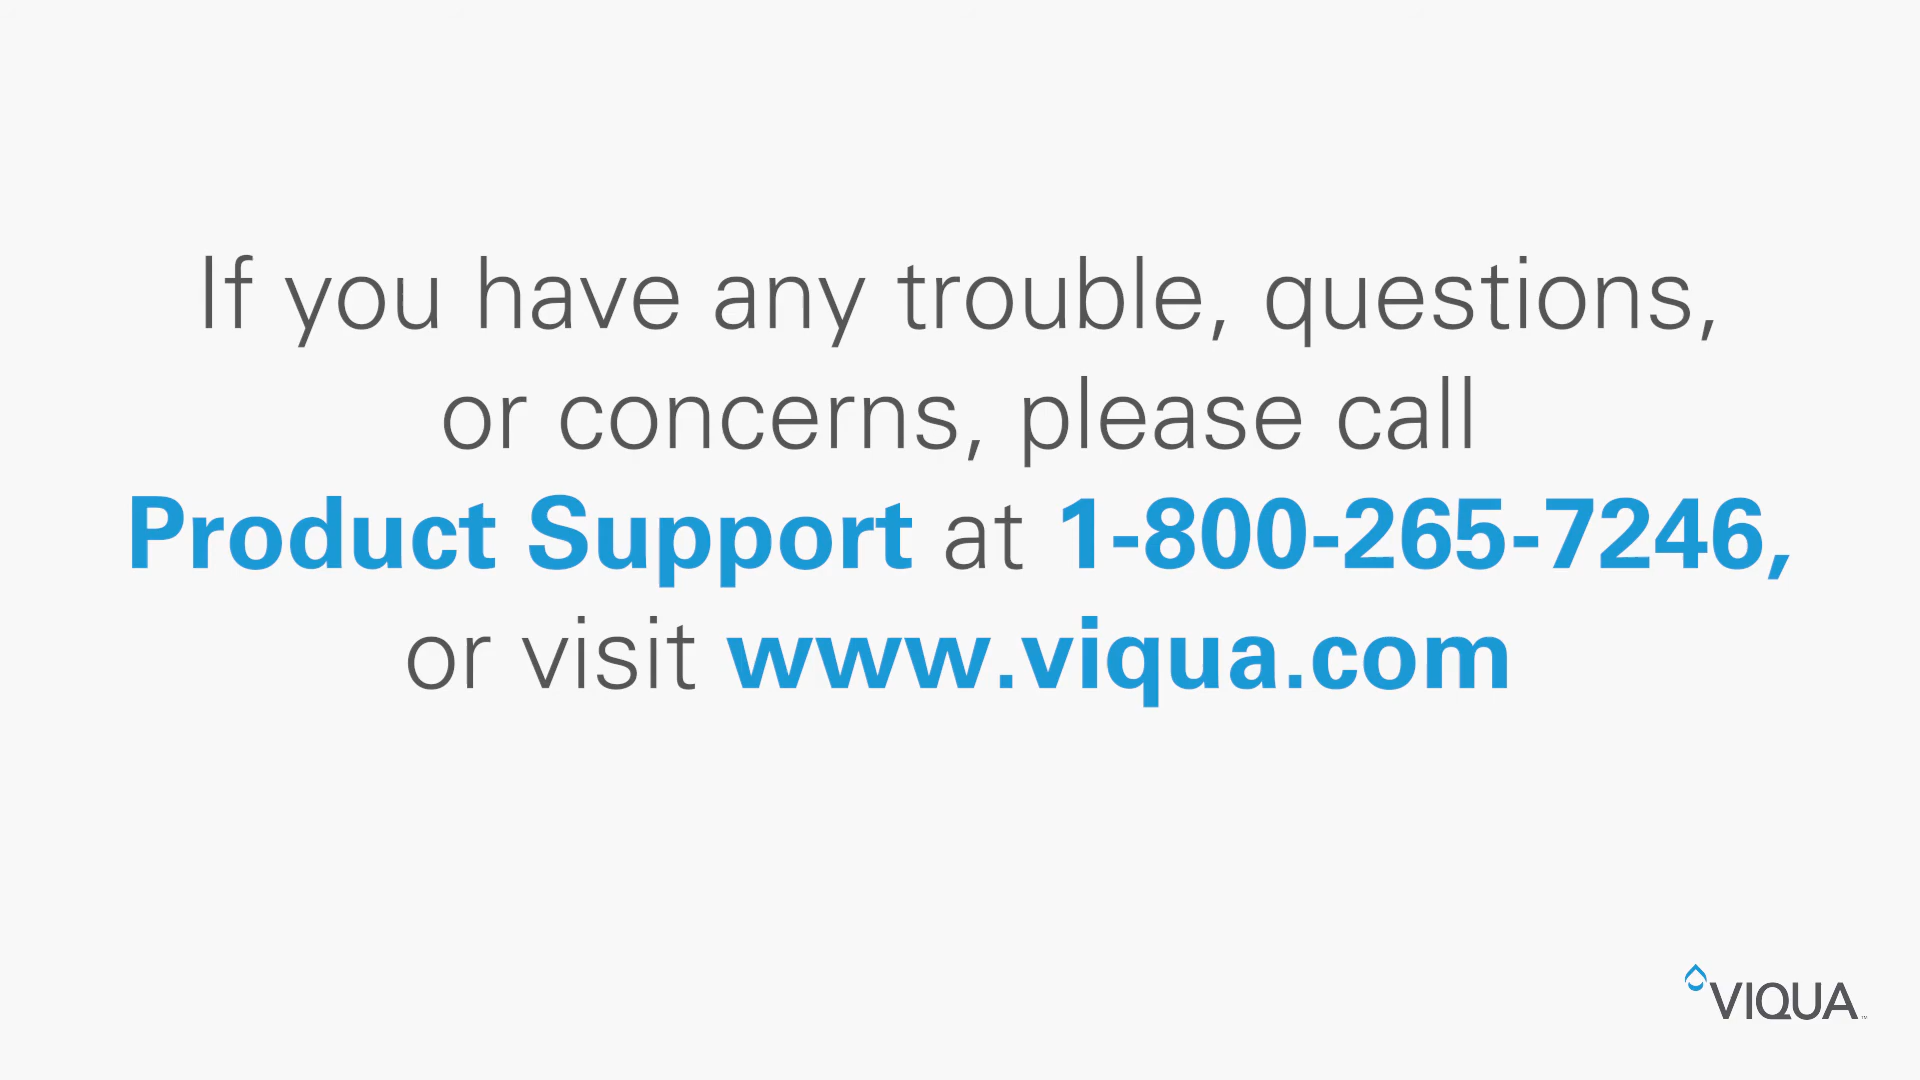 If you have any trouble, questions,
or concerns, please call
Product Support at 1-800-265-7246,
or visit www.viqua.com
VIQUA™